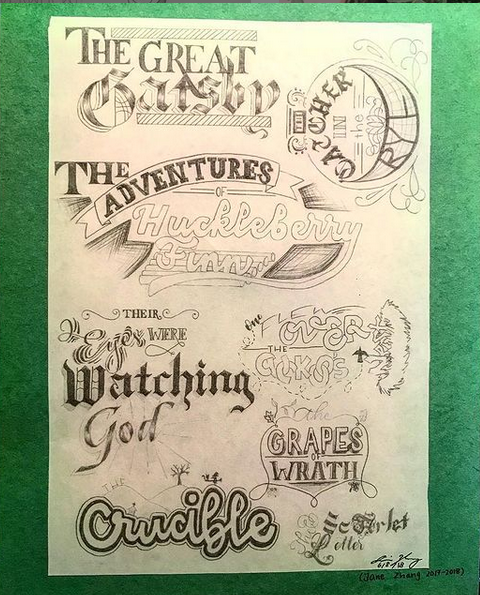 THE GREAT
Gatsby
THE
CATCHER
IN
the
RYE
THE
ADVENTURES
OF
Huckleberry
Finn
THEIR
Eyes WERE
Watching
God
One
FLEW OVER
THE
CUCKOO'S
the
GRAPES
OF
WRATH
THE
Crucible
The Scarlet
Letter
6/8/18
(Jane Zhang 2017-2018)